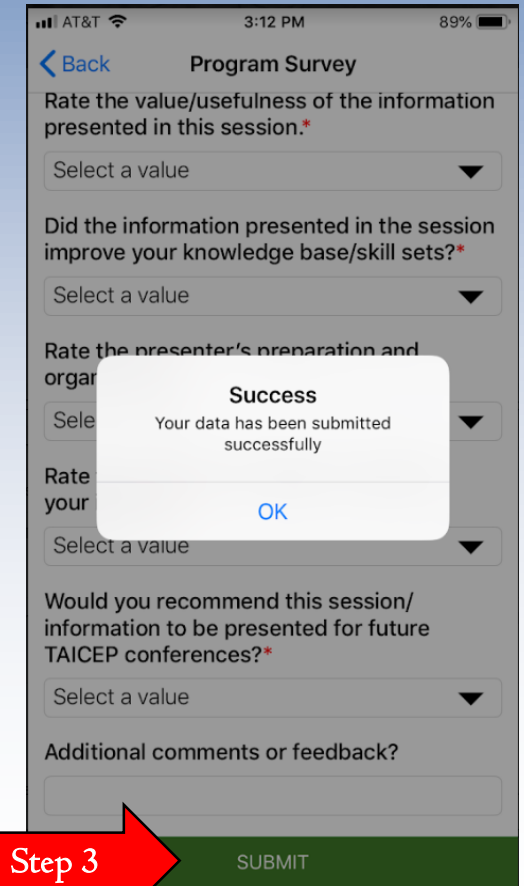 AT&T 3:12 PM 89%
Back Program Survey
Rate the value/usefulness of the information
presented in this session.*
Select a value
Did the information presented in the session
improve your knowledge base/skill sets?*
Select a value
Rate the presenter's preparation and
organ
Success
Sele
Your data has been submitted
successfully
Rate
your
OK
Select a value
Would you recommend this session/
information to be presented for future
TAICEP conferences?*
Select a value
Additional comments or feedback?
Step 3
SUBMIT